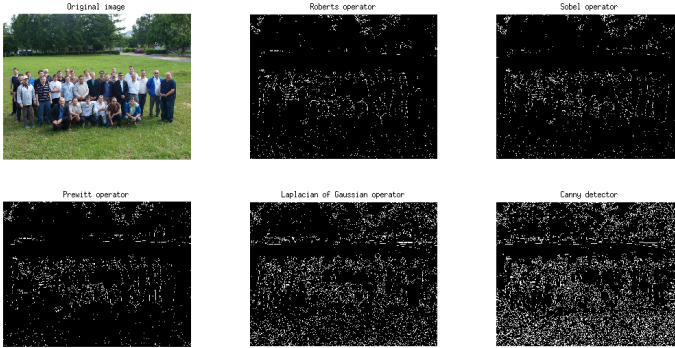 Original image
Roberts operator
Sobel operator
Prewitt operator
Laplacian of Gaussian operator
Canny detector